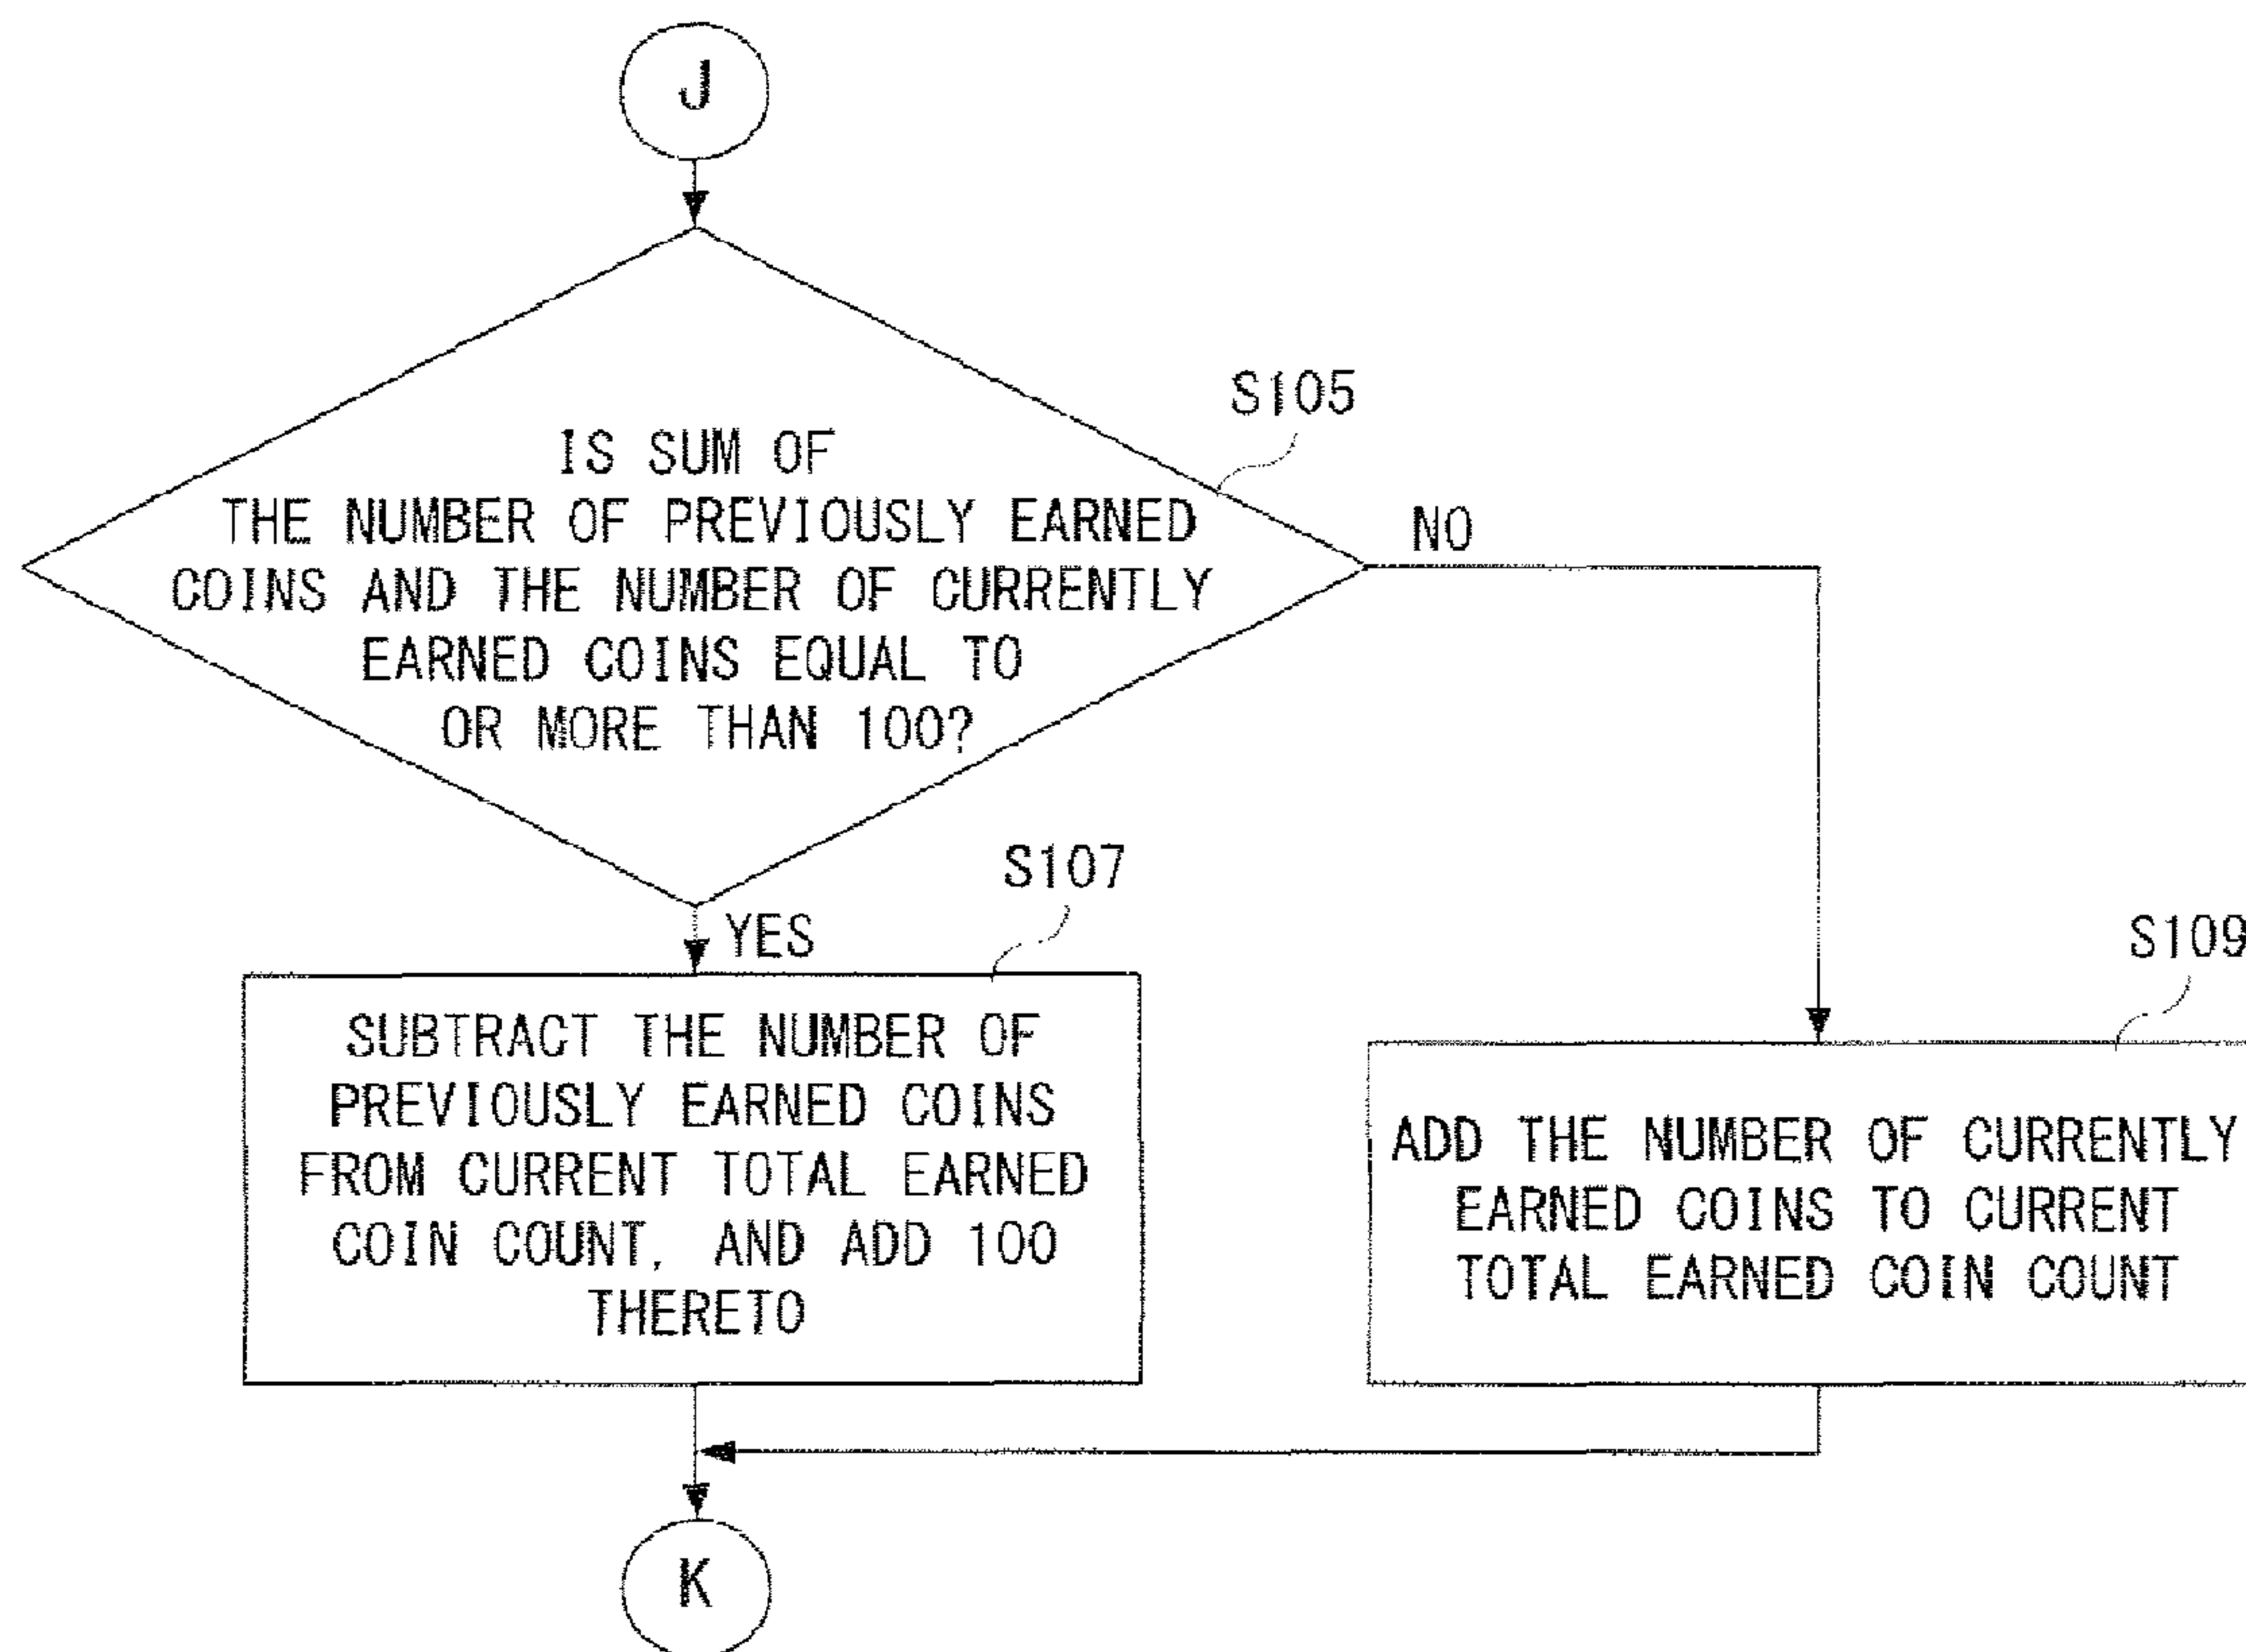 J
S105
IS SUM OF
THE NUMBER OF PREVIOUSLY EARNED
COINS AND THE NUMBER OF CURRENTLY
EARNED COINS EQUAL TO
OR MORE THAN 100?
NO
YES
S107
SUBTRACT THE NUMBER OF
PREVIOUSLY EARNED COINS
FROM CURRENT TOTAL EARNED
COIN COUNT, AND ADD 100
THERETO
S109
ADD THE NUMBER OF CURRENTLY
EARNED COINS TO CURRENT
TOTAL EARNED COIN COUNT
K